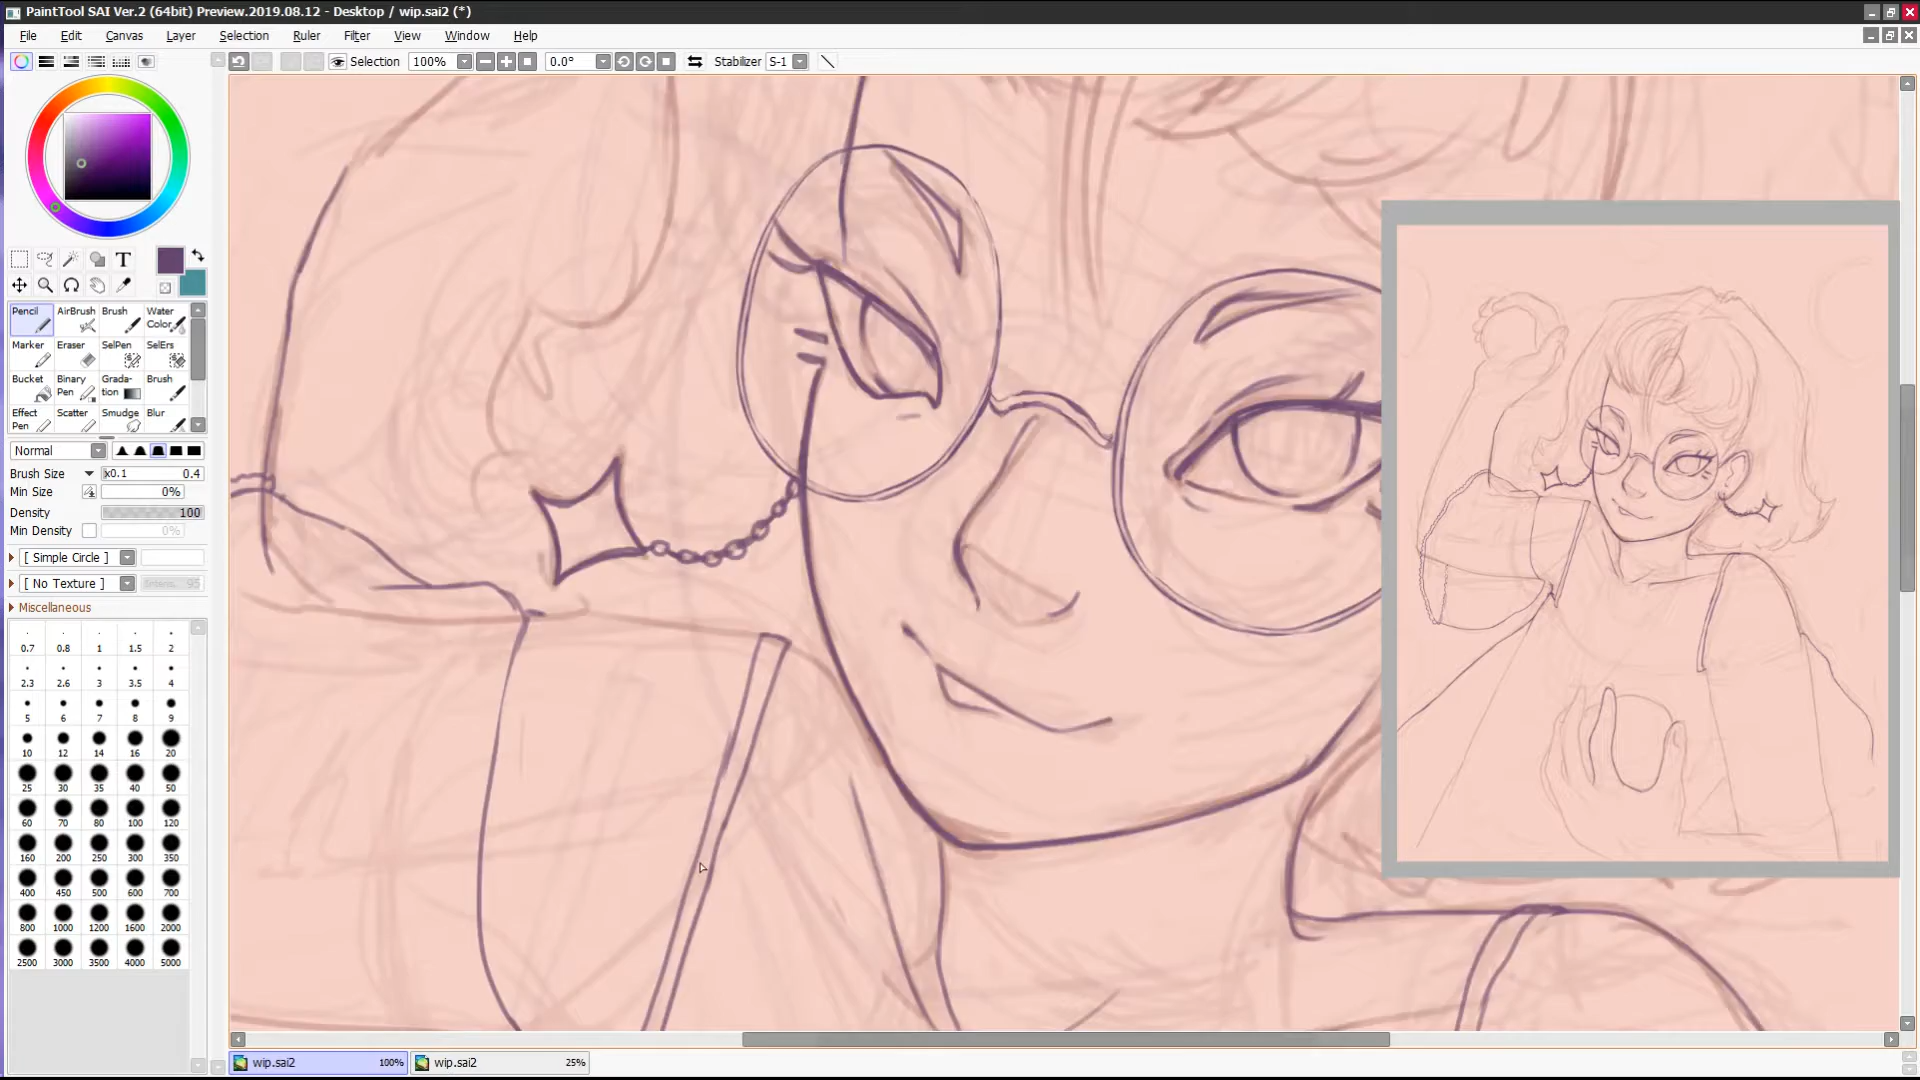 PaintTool SAI Ver.2 (64bit) Preview.2019.08.12 - Desktop / wip.sai2 (*)
File Edit Canvas Layer Selection Ruler Filter View Window Help
Selection 100% 0.0° Stabilizer S-1
T
Pencil AirBrush Brush Water Color
Marker Eraser SelPen SelErs
Bucket Binary Pen Grada-tion Brush
Effect Pen Scatter Smudge Blur
Normal
Brush Size x0.1 0.4
Min Size 0%
Density 100
Min Density 0%
[ Simple Circle ]
[ No Texture ] 95
Miscellaneous
0.7 0.8 1 1.5 2
2.3 2.6 3 3.5 4
5 6 7 8 9
10 12 14 16 20
25 30 35 40 50
60 70 80 100 120
160 200 250 300 350
400 450 500 600 700
800 1000 1200 1600 2000
2500 3000 3500 4000 5000
wip.sai2 100% wip.sai2 25%